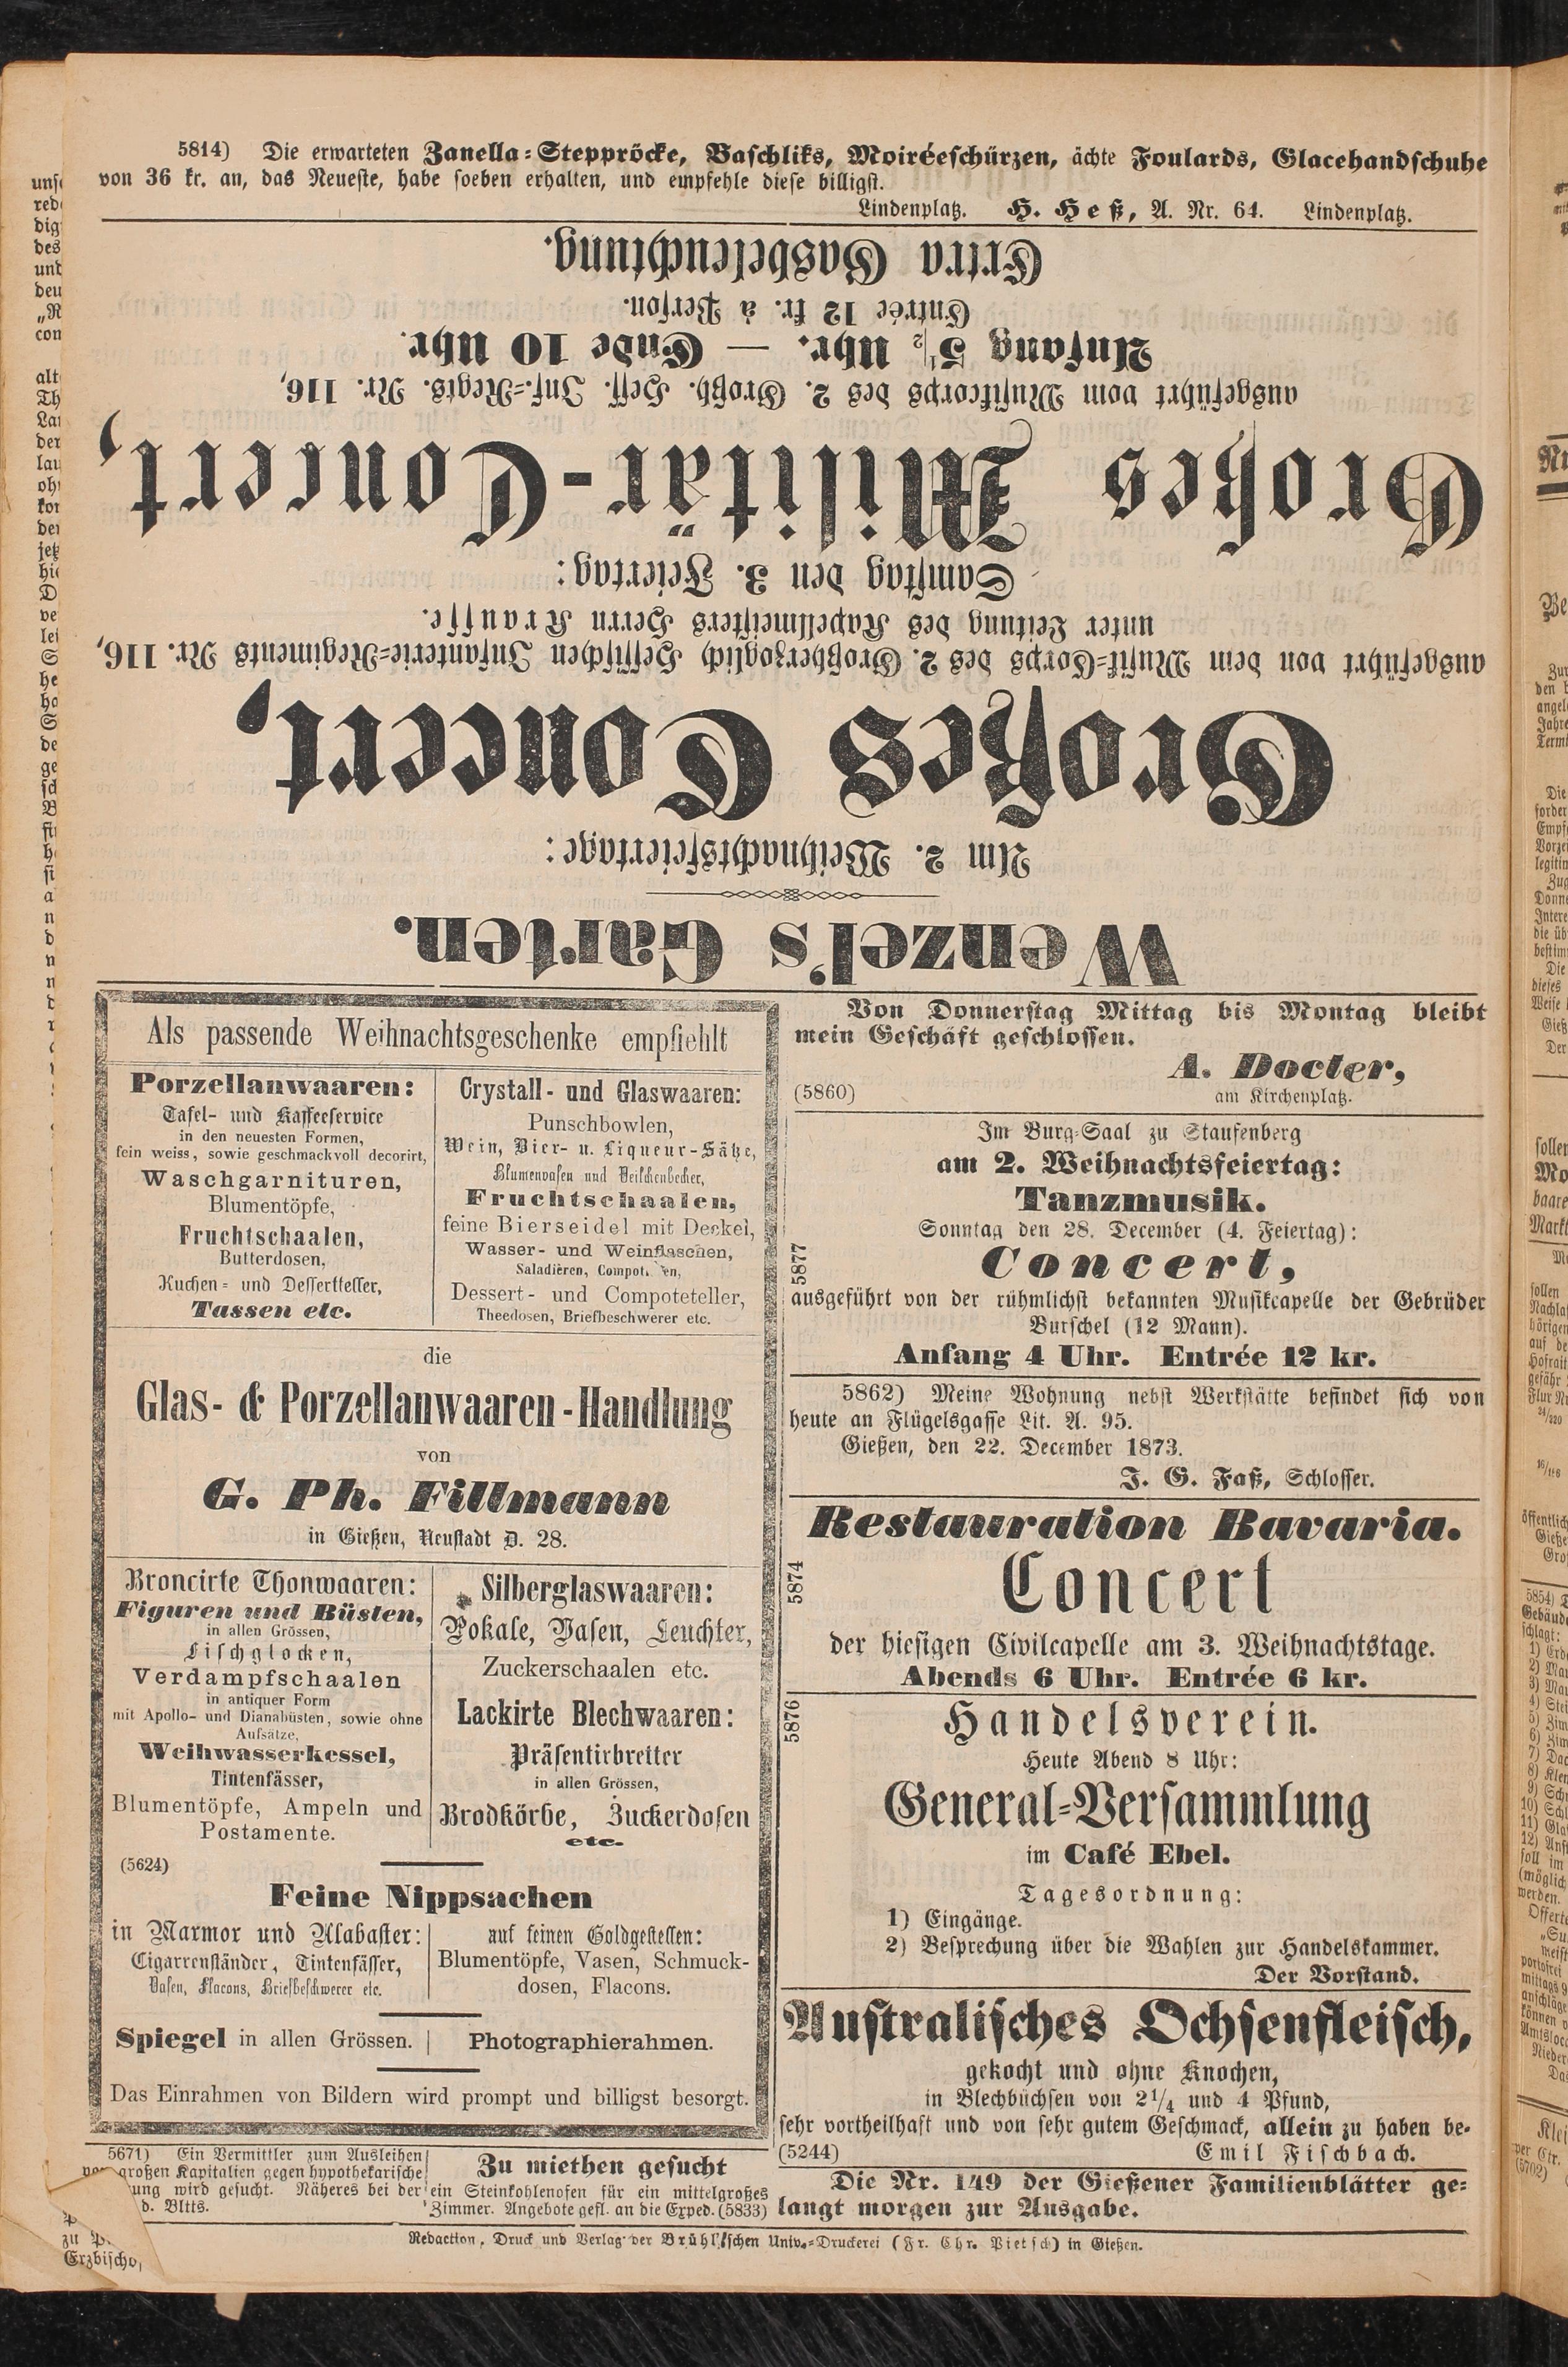 5814) Die erwarteten Zanella-Steppröcke, Baschliks, Moiréeschürzen, ächte Foulards, Glacehandschuhe
von 36 kr. an, das Neueste, habe soeben erhalten, und empfehle diese billigst.
Lindenplatz. H. Heß, A. Nr. 64. Lindenplatz.
Wenzel's Garten.
Am 2. Weihnachtsfeiertage:
Großes Concert,
ausgeführt von dem Musik-Corps des 2. Großherzoglich Hessischen Infanterie-Regiments Nr. 116,
unter Leitung des Kapellmeisters Herrn Krausse.
Samstag den 3. Feiertag:
Großes Militär-Concert,
ausgeführt vom Musikcorps des 2. Großh. Hess. Inf.-Regts. Nr. 116,
Anfang 5½ Uhr. — Ende 10 Uhr.
Entrée 12 kr. à Person.
Extra Gasbeleuchtung.
Als passende Weihnachtsgeschenke empfiehlt
Porzellanwaaren:
Tafel- und Kaffeeservice
in den neuesten Formen,
fein weiss, sowie geschmackvoll decorirt,
Waschgarnituren,
Blumentöpfe,
Fruchtschaalen,
Butterdosen,
Kuchen- und Dessertteller,
Tassen etc.
Crystall- und Glaswaaren:
Punschbowlen,
Wein, Bier- u. Liqueur-Sätze,
Blumenvasen und Veilchenbecher,
Fruchtschaalen,
feine Bierseidel mit Deckel,
Wasser- und Weinflaschen,
Saladièren,
Dessert- und Compoteteller,
Theedosen, Briefbeschwerer etc.
die
Glas- & Porzellanwaaren-Handlung
von
G. Ph. Fillmann
in Gießen, Neustadt D. 28.
Broncirte Thonwaaren:
Figuren und Büsten,
in allen Grössen,
Fischglocken,
Verdampfschaalen
in antiquer Form
mit Apollo- und Dianabüsten, sowie ohne
Aufsätze,
Weihwasserkessel,
Tintenfässer,
Blumentöpfe, Ampeln und
Postamente.
Silberglaswaaren:
Pokale, Vasen, Leuchter,
Zuckerschaalen etc.
Lackirte Blechwaaren:
Präsentirbretter
in allen Grössen,
Brodkörbe, Zuckerdosen
etc.
(5624)
Feine Nippsachen
in Marmor und Alabaster:
Cigarrenständer, Tintenfässer,
Vasen, Flacons, Briefbeschwerer etc.
auf feinen Goldgestellen:
Blumentöpfe, Vasen, Schmuck-
dosen, Flacons.
Spiegel in allen Grössen.
Photographierahmen.
Das Einrahmen von Bildern wird prompt und billigst besorgt.
5671) Ein Vermittler zum Ausleihen
großen Kapitalien gegen hypothekarische
wird gesucht. Näheres bei der
d. Bltts.
Zu miethen gesucht
ein Steinkohlenofen für ein mittelgroßes
Zimmer. Angebote gefl. an die Exped. (5833)
Von Donnerstag Mittag bis Montag bleibt
mein Geschäft geschlossen.
A. Docter,
(5860) am Kirchenplatz.
Im Burg-Saal zu Staufenberg
am 2. Weihnachtsfeiertag:
Tanzmusik.
Sonntag den 28. December (4. Feiertag):
5877
Concert,
ausgeführt von der rühmlichst bekannten Musikcapelle der Gebrüder
Burschel (12 Mann).
Anfang 4 Uhr. Entrée 12 kr.
5862) Meine Wohnung nebst Werkstätte befindet sich von
heute an Flügelsgasse Lit. A. 95.
Gießen, den 22. December 1873.
J. G. Faß, Schlosser.
Restauration Bavaria.
5874
Concert
der hiesigen Civilcapelle am 3. Weihnachtstage.
Abends 6 Uhr. Entrée 6 kr.
5876
Handelsverein.
Heute Abend 8 Uhr:
General-Versammlung
im Café Ebel.
Tagesordnung:
1) Eingänge.
2) Besprechung über die Wahlen zur Handelskammer.
Der Vorstand.
Australisches Ochsenfleisch,
gekocht und ohne Knochen,
in Blechbüchsen von 2¼ und 4 Pfund,
sehr vortheilhaft und von sehr gutem Geschmack, allein zu haben be-
(5244) Emil Fischbach.
Die Nr. 149 der Gießener Familienblätter ge-
langt morgen zur Ausgabe.
Redaction, Druck und Verlag der Brühl'schen Univ.-Druckerei (Fr. Chr. Pietsch) in Gießen.